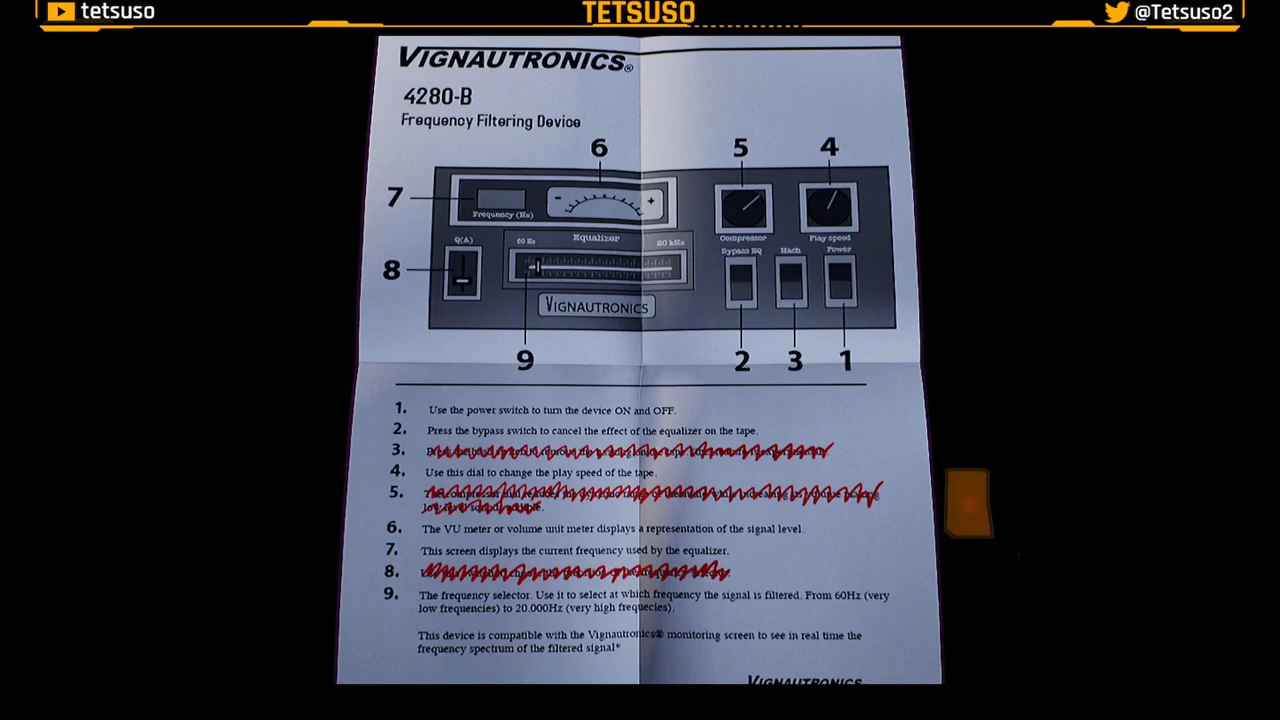 tetsuso
TETSUSO
@Tetsuso2
VIGNAUTRONICS®
4280-B
Frequency Filtering Device
6
5
4
7
- +
Frequency (Hz)
Compressor
Play speed
Q(A)
60 Hz
Equalizer
20 kHz
Bypass EQ
Hach
Power
8
VIGNAUTRONICS
9
2
3
1
1. Use the power switch to turn the device ON and OFF.
2. Press the bypass switch to cancel the effect of the equalizer on the tape.
3.
4. Use this dial to change the play speed of the tape.
5.
6. The VU meter or volume unit meter displays a representation of the signal level.
7. This screen displays the current frequency used by the equalizer.
8.
9. The frequency selector. Use it to select at which frequency the signal is filtered. From 60Hz (very
low frequencies) to 20.000Hz (very high frequecies).
This device is compatible with the Vignautronics® monitoring screen to see in real time the
frequency spectrum of the filtered signal*
VIGNAUTRONICS